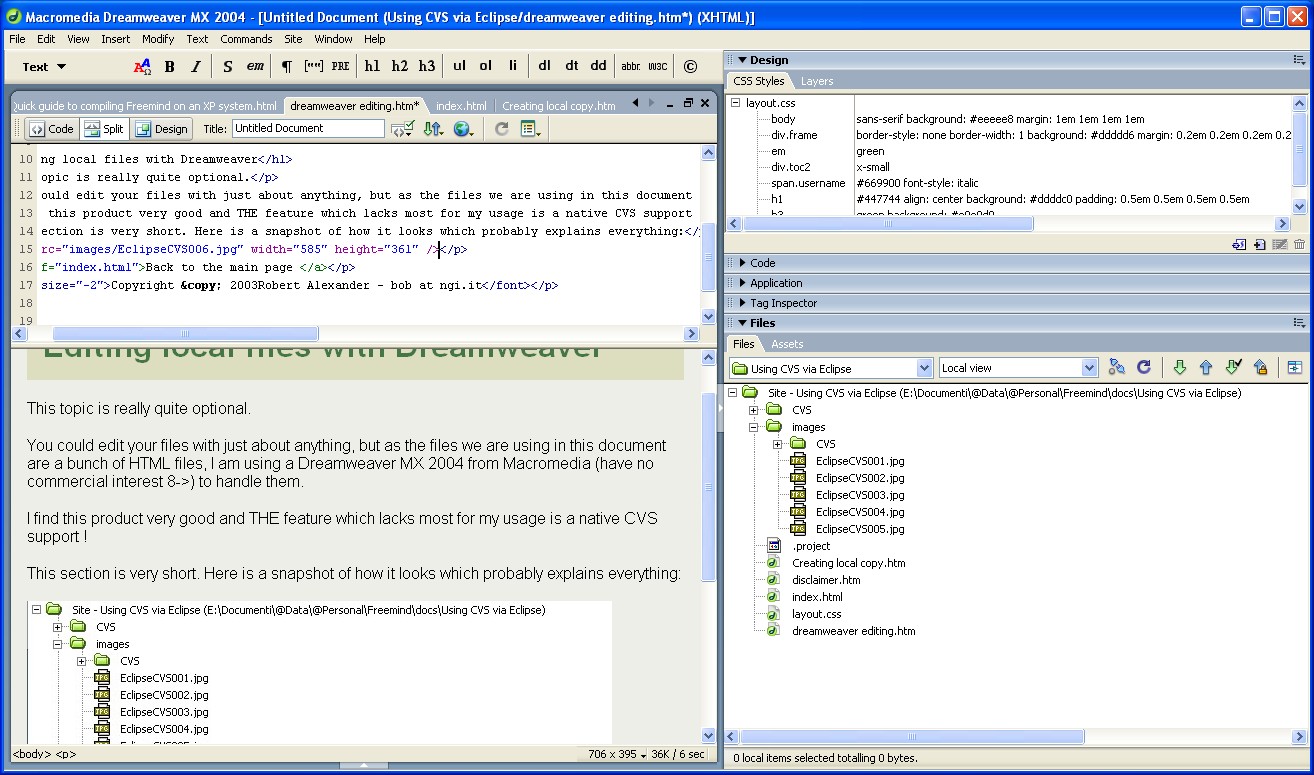 Macromedia Dreamweaver MX 2004 - [Untitled Document (Using CVS via Eclipse/dreamweaver editing.htm*) (XHTML)]
File Edit View Insert Modify Text Commands Site Window Help
Text B I S em ¶ [""] PRE h1 h2 h3 ul ol li dl dt dd abbr. W3C ©
Quick guide to compiling Freemind on an XP system.html dreamweaver editing.htm* index.html Creating local copy.htm
Code Split Design Title: Untitled Document
10 ng local files with Dreamweaver</h1>
11 opic is really quite optional.</p>
12 ould edit your files with just about anything, but as the files we are using in this document
13 this product very good and THE feature which lacks most for my usage is a native CVS support
14 ection is very short. Here is a snapshot of how it looks which probably explains everything:</
15 rc="images/EclipseCVS006.jpg" width="585" height="361" /></p>
16 f="index.html">Back to the main page </a></p>
17 size="-2">Copyright &copy; 2003Robert Alexander - bob at ngi.it</font></p>
18
19
Editing local files with Dreamweaver
This topic is really quite optional.
You could edit your files with just about anything, but as the files we are using in this document
are a bunch of HTML files, I am using a Dreamweaver MX 2004 from Macromedia (have no
commercial interest 8->) to handle them.
I find this product very good and THE feature which lacks most for my usage is a native CVS
support !
This section is very short. Here is a snapshot of how it looks which probably explains everything:
Site - Using CVS via Eclipse (E:\Documenti\@Data\@Personal\Freemind\docs\Using CVS via Eclipse)
CVS
images
CVS
EclipseCVS001.jpg
EclipseCVS002.jpg
EclipseCVS003.jpg
EclipseCVS004.jpg
<body> <p> 706 x 395 36K / 6 sec
Design
CSS Styles Layers
layout.css
body sans-serif background: #eeeee8 margin: 1em 1em 1em 1em
div.frame border-style: none border-width: 1 background: #ddddd6 margin: 0.2em 0.2em 0.2em 0.2
em green
div.toc2 x-small
span.username #669900 font-style: italic
h1 #447744 align: center background: #ddddc0 padding: 0.5em 0.5em 0.5em 0.5em
Code
Application
Tag Inspector
Files
Files Assets
Using CVS via Eclipse Local view
Site - Using CVS via Eclipse (E:\Documenti\@Data\@Personal\Freemind\docs\Using CVS via Eclipse)
CVS
images
CVS
EclipseCVS001.jpg
EclipseCVS002.jpg
EclipseCVS003.jpg
EclipseCVS004.jpg
EclipseCVS005.jpg
.project
Creating local copy.htm
disclaimer.htm
index.html
layout.css
dreamweaver editing.htm
0 local items selected totalling 0 bytes.